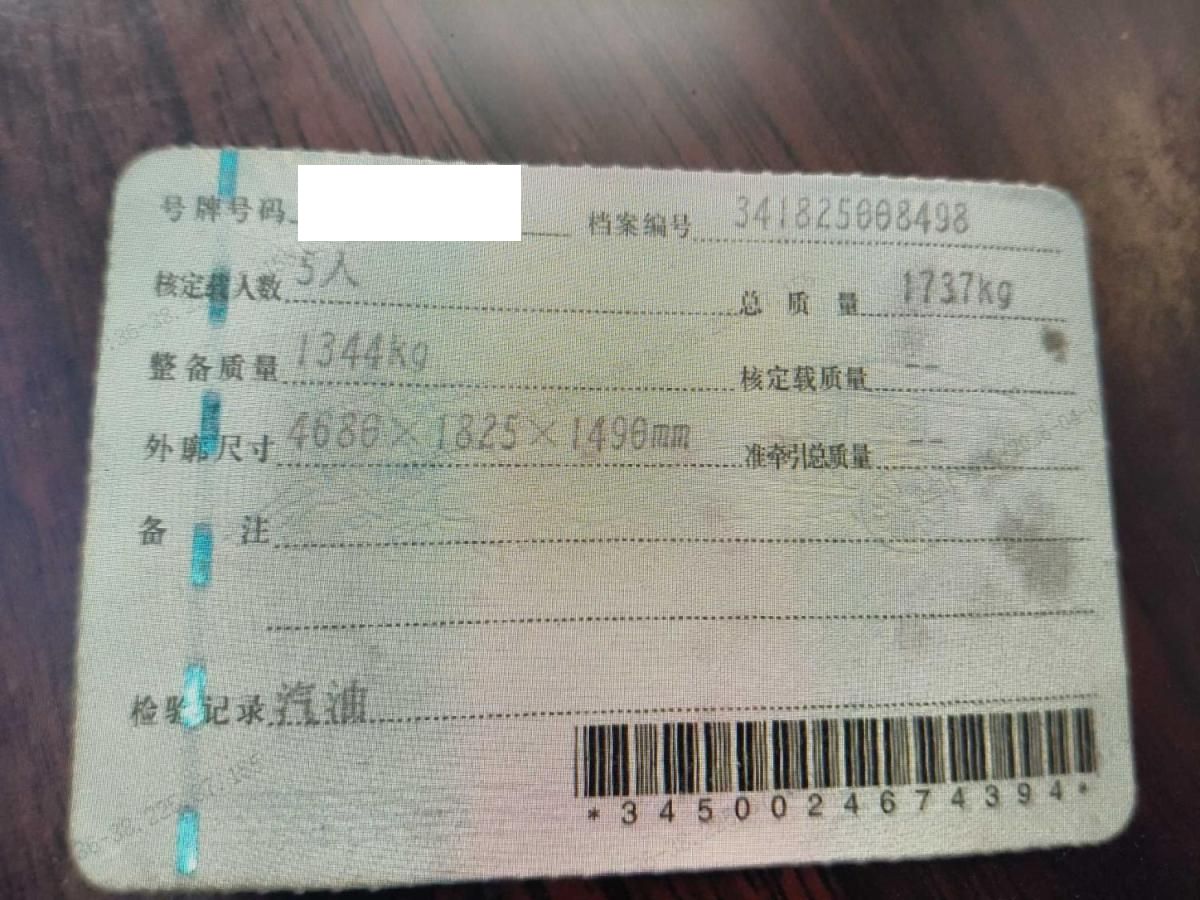 号牌号码 档案编号 341825008498
核定载人数 5人 总质量 1737kg
整备质量 1344kg 核定载质量 --
外廓尺寸 4680×1825×1490mm 准牵引总质量 --
备注
检验记录 汽油
*3450024674394*